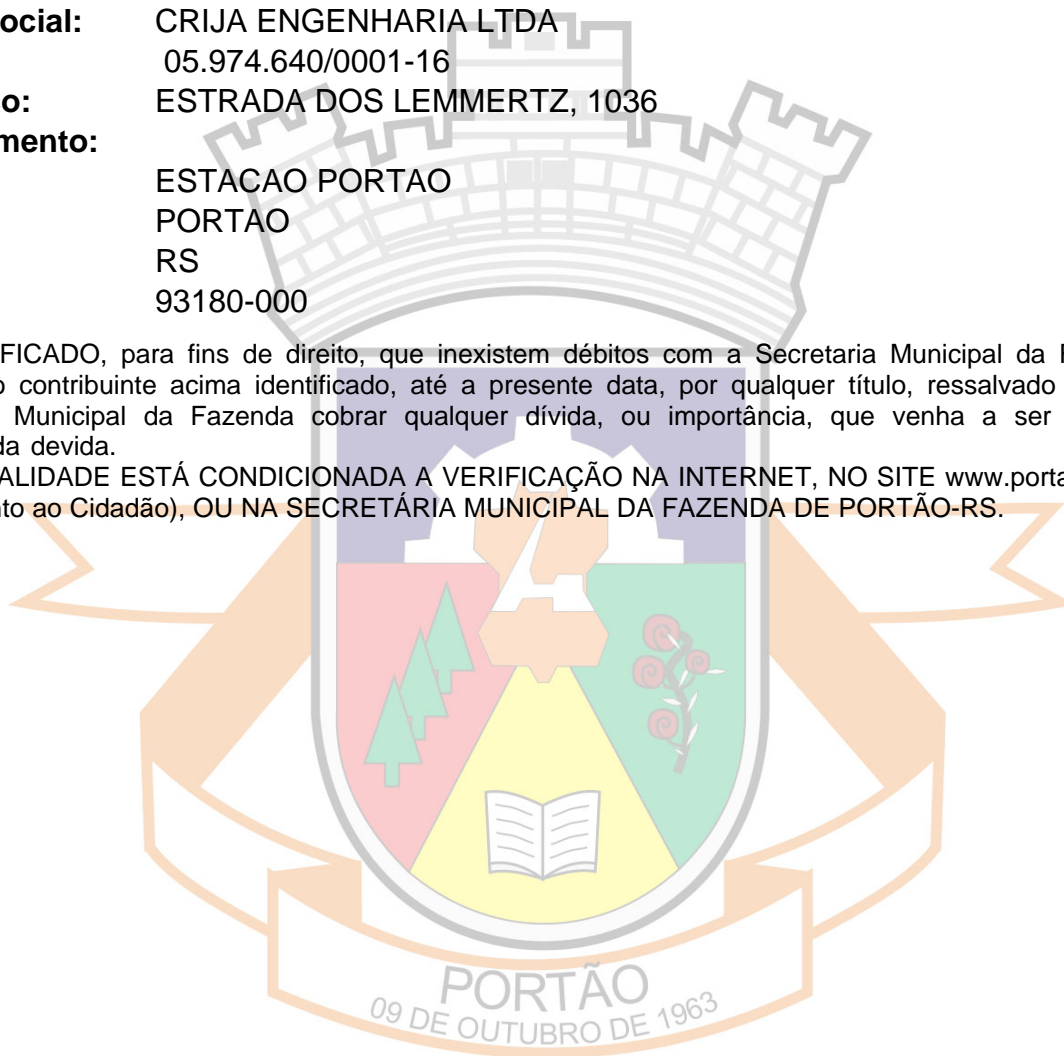 ocial: CRIJA ENGENHARIA LTDA
05.974.640/0001-16
o: ESTRADA DOS LEMMERTZ, 1036
mento:
ESTACAO PORTAO
PORTAO
RS
93180-000
FICADO, para fins de direito, que inexistem débitos com a Secretaria Municipal da
o contribuinte acima identificado, até a presente data, por qualquer título, ressalvado
Municipal da Fazenda cobrar qualquer dívida, ou importância, que venha a ser
da devida.
ALIDADE ESTÁ CONDICIONADA A VERIFICAÇÃO NA INTERNET, NO SITE www.porta
nto ao Cidadão), OU NA SECRETÁRIA MUNICIPAL DA FAZENDA DE PORTÃO-RS.
PORTÃO
09 DE OUTUBRO DE 1963